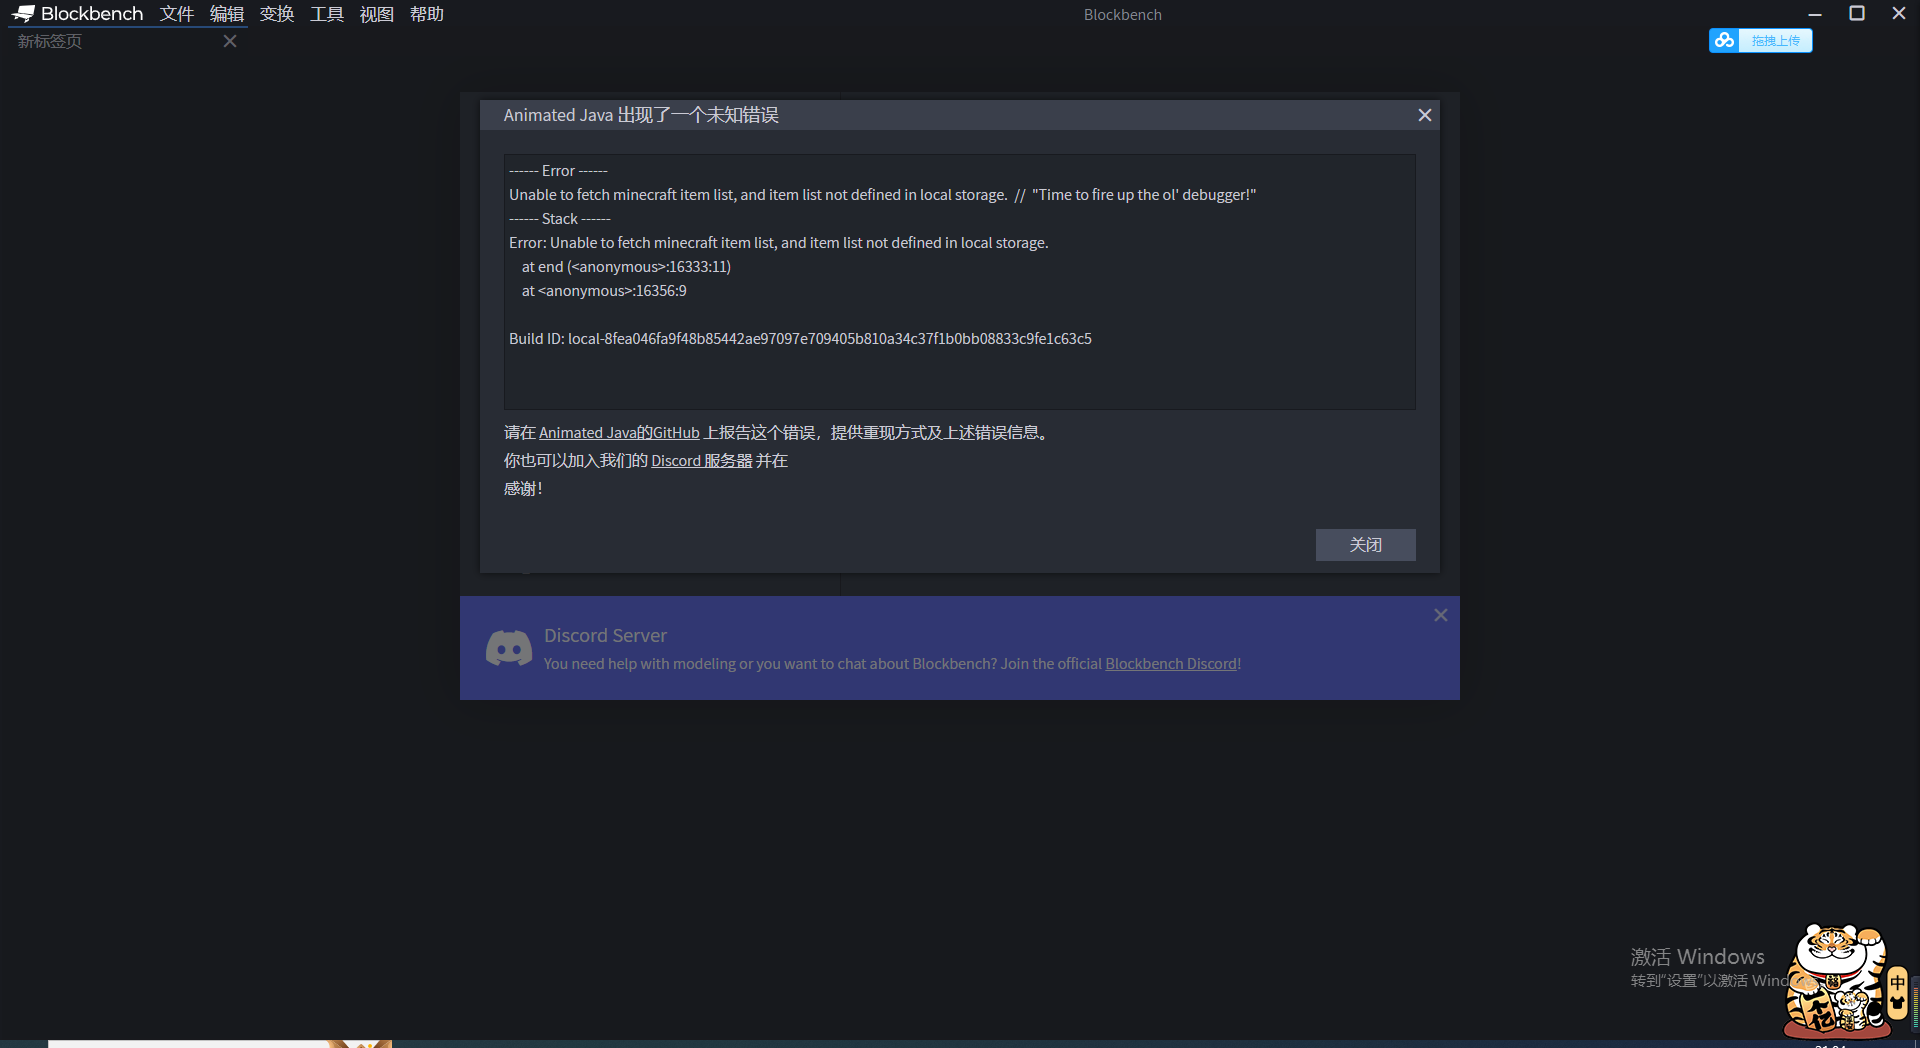 Blockbench 文件 编辑 变换 工具 视图 帮助
Blockbench
新标签页
拖拽上传
Animated Java 出现了一个未知错误
------ Error ------
Unable to fetch minecraft item list, and item list not defined in local storage.  //  "Time to fire up the ol' debugger!"
------ Stack ------
Error: Unable to fetch minecraft item list, and item list not defined in local storage.
at end (<anonymous>:16333:11)
at <anonymous>:16356:9
Build ID: local-8fea046fa9f48b85442ae97097e709405b810a34c37f1b0bb08833c9fe1c63c5
请在 Animated Java的GitHub 上报告这个错误，提供重现方式及上述错误信息。
你也可以加入我们的 Discord 服务器 并在
感谢！
关闭
Discord Server
You need help with modeling or you want to chat about Blockbench? Join the official Blockbench Discord!
激活 Windows
转到"设置"以激活 Wind
中